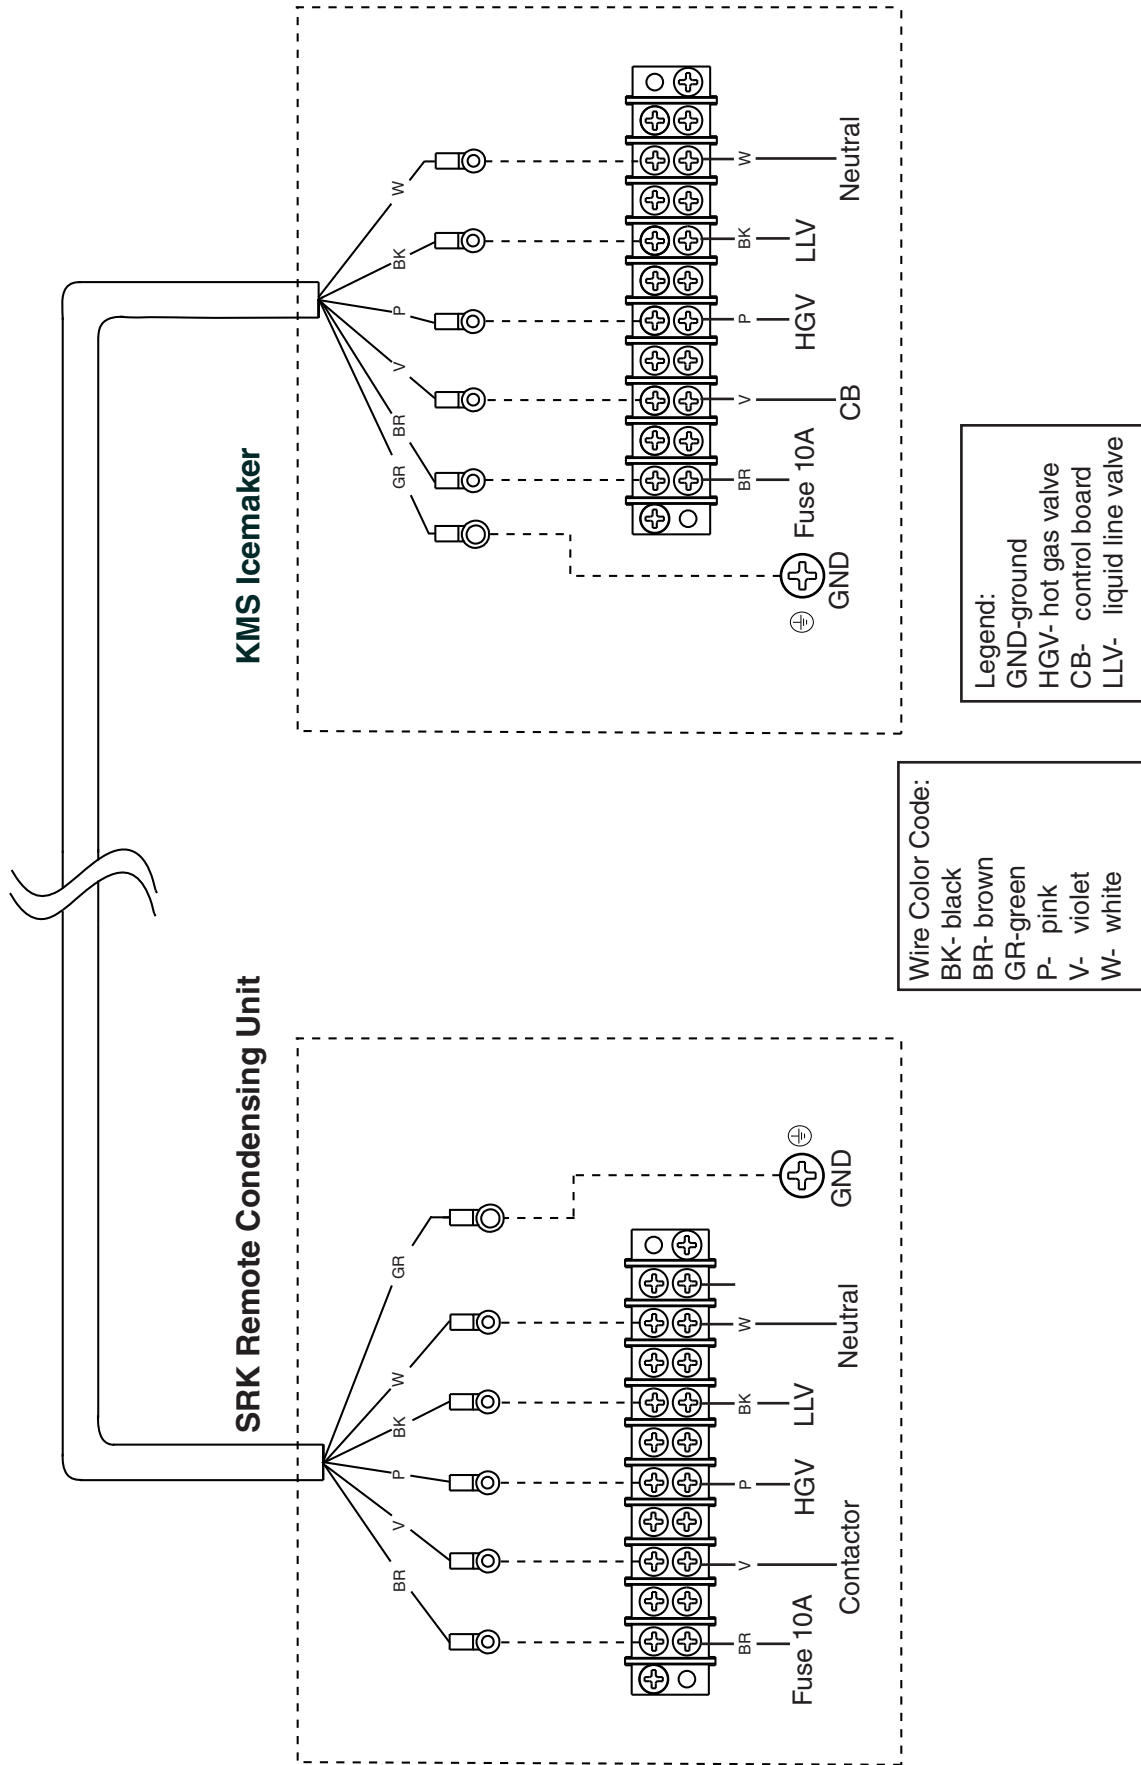 SRK Remote Condensing Unit
BR
V
P
BK
W
GR
BR
V
P
BK
W
Fuse 10A
Contactor
HGV
LLV
Neutral
GND
KMS Icemaker
GR
BR
V
P
BK
W
BR
V
P
BK
W
GND
Fuse 10A
CB
HGV
LLV
Neutral
Wire Color Code:
BK- black
BR- brown
GR-green
P- pink
V- violet
W- white
Legend:
GND-ground
HGV- hot gas valve
CB- control board
LLV- liquid line valve